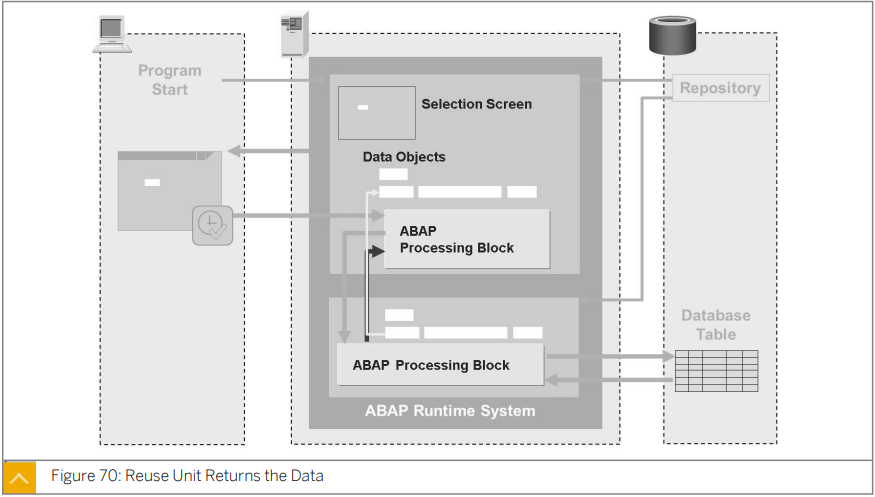 Program
Start
Selection Screen
Repository
Data Objects
ABAP
Processing Block
Database
Table
ABAP Processing Block
ABAP Runtime System
Figure 70: Reuse Unit Returns the Data